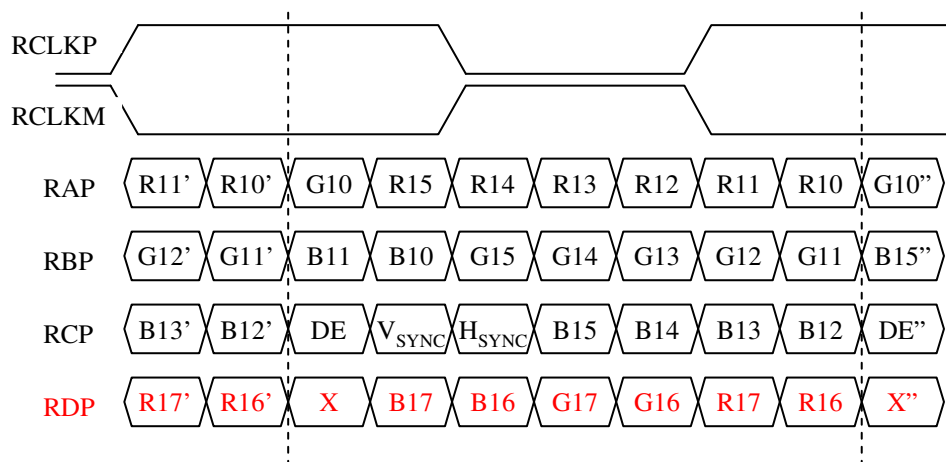 RCLKP
RCLKM
RAP R11’ R10’ G10 R15 R14 R13 R12 R11 R10 G10”
RBP G12’ G11’ B11 B10 G15 G14 G13 G12 G11 B15”
RCP B13’ B12’ DE VSYNC HSYNC B15 B14 B13 B12 DE”
RDP R17’ R16’ X B17 B16 G17 G16 R17 R16 X”